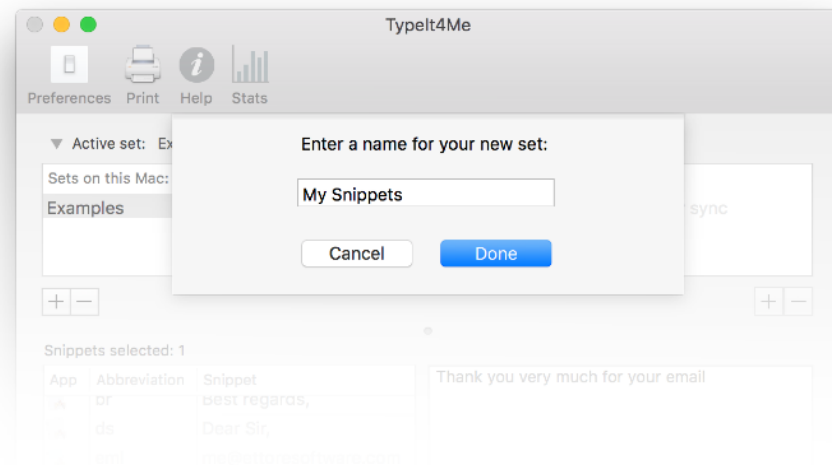 TypeIt4Me
Preferences Print Help Stats
Active set: Ex
Enter a name for your new set:
Sets on this Mac:
My Snippets
Examples
sync
Cancel Done
Snippets selected: 1
App Abbreviation Snippet
Thank you very much for your email
br Best regards,
ds Dear Sir,